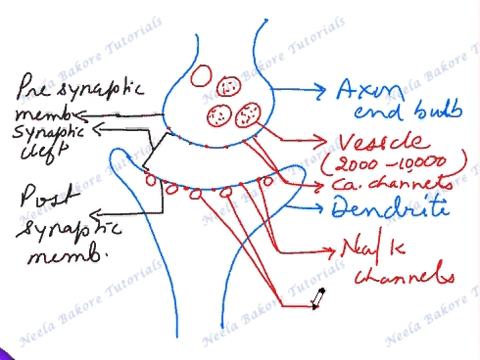 Pre synaptic
memb
Synaptic
cleft
Post
synaptic
memb.
Axon
end bulb
Vesicle
(2000-10000)
Ca. channels
Dendrite
Na/K
channels
Neela Bakore Tutorials